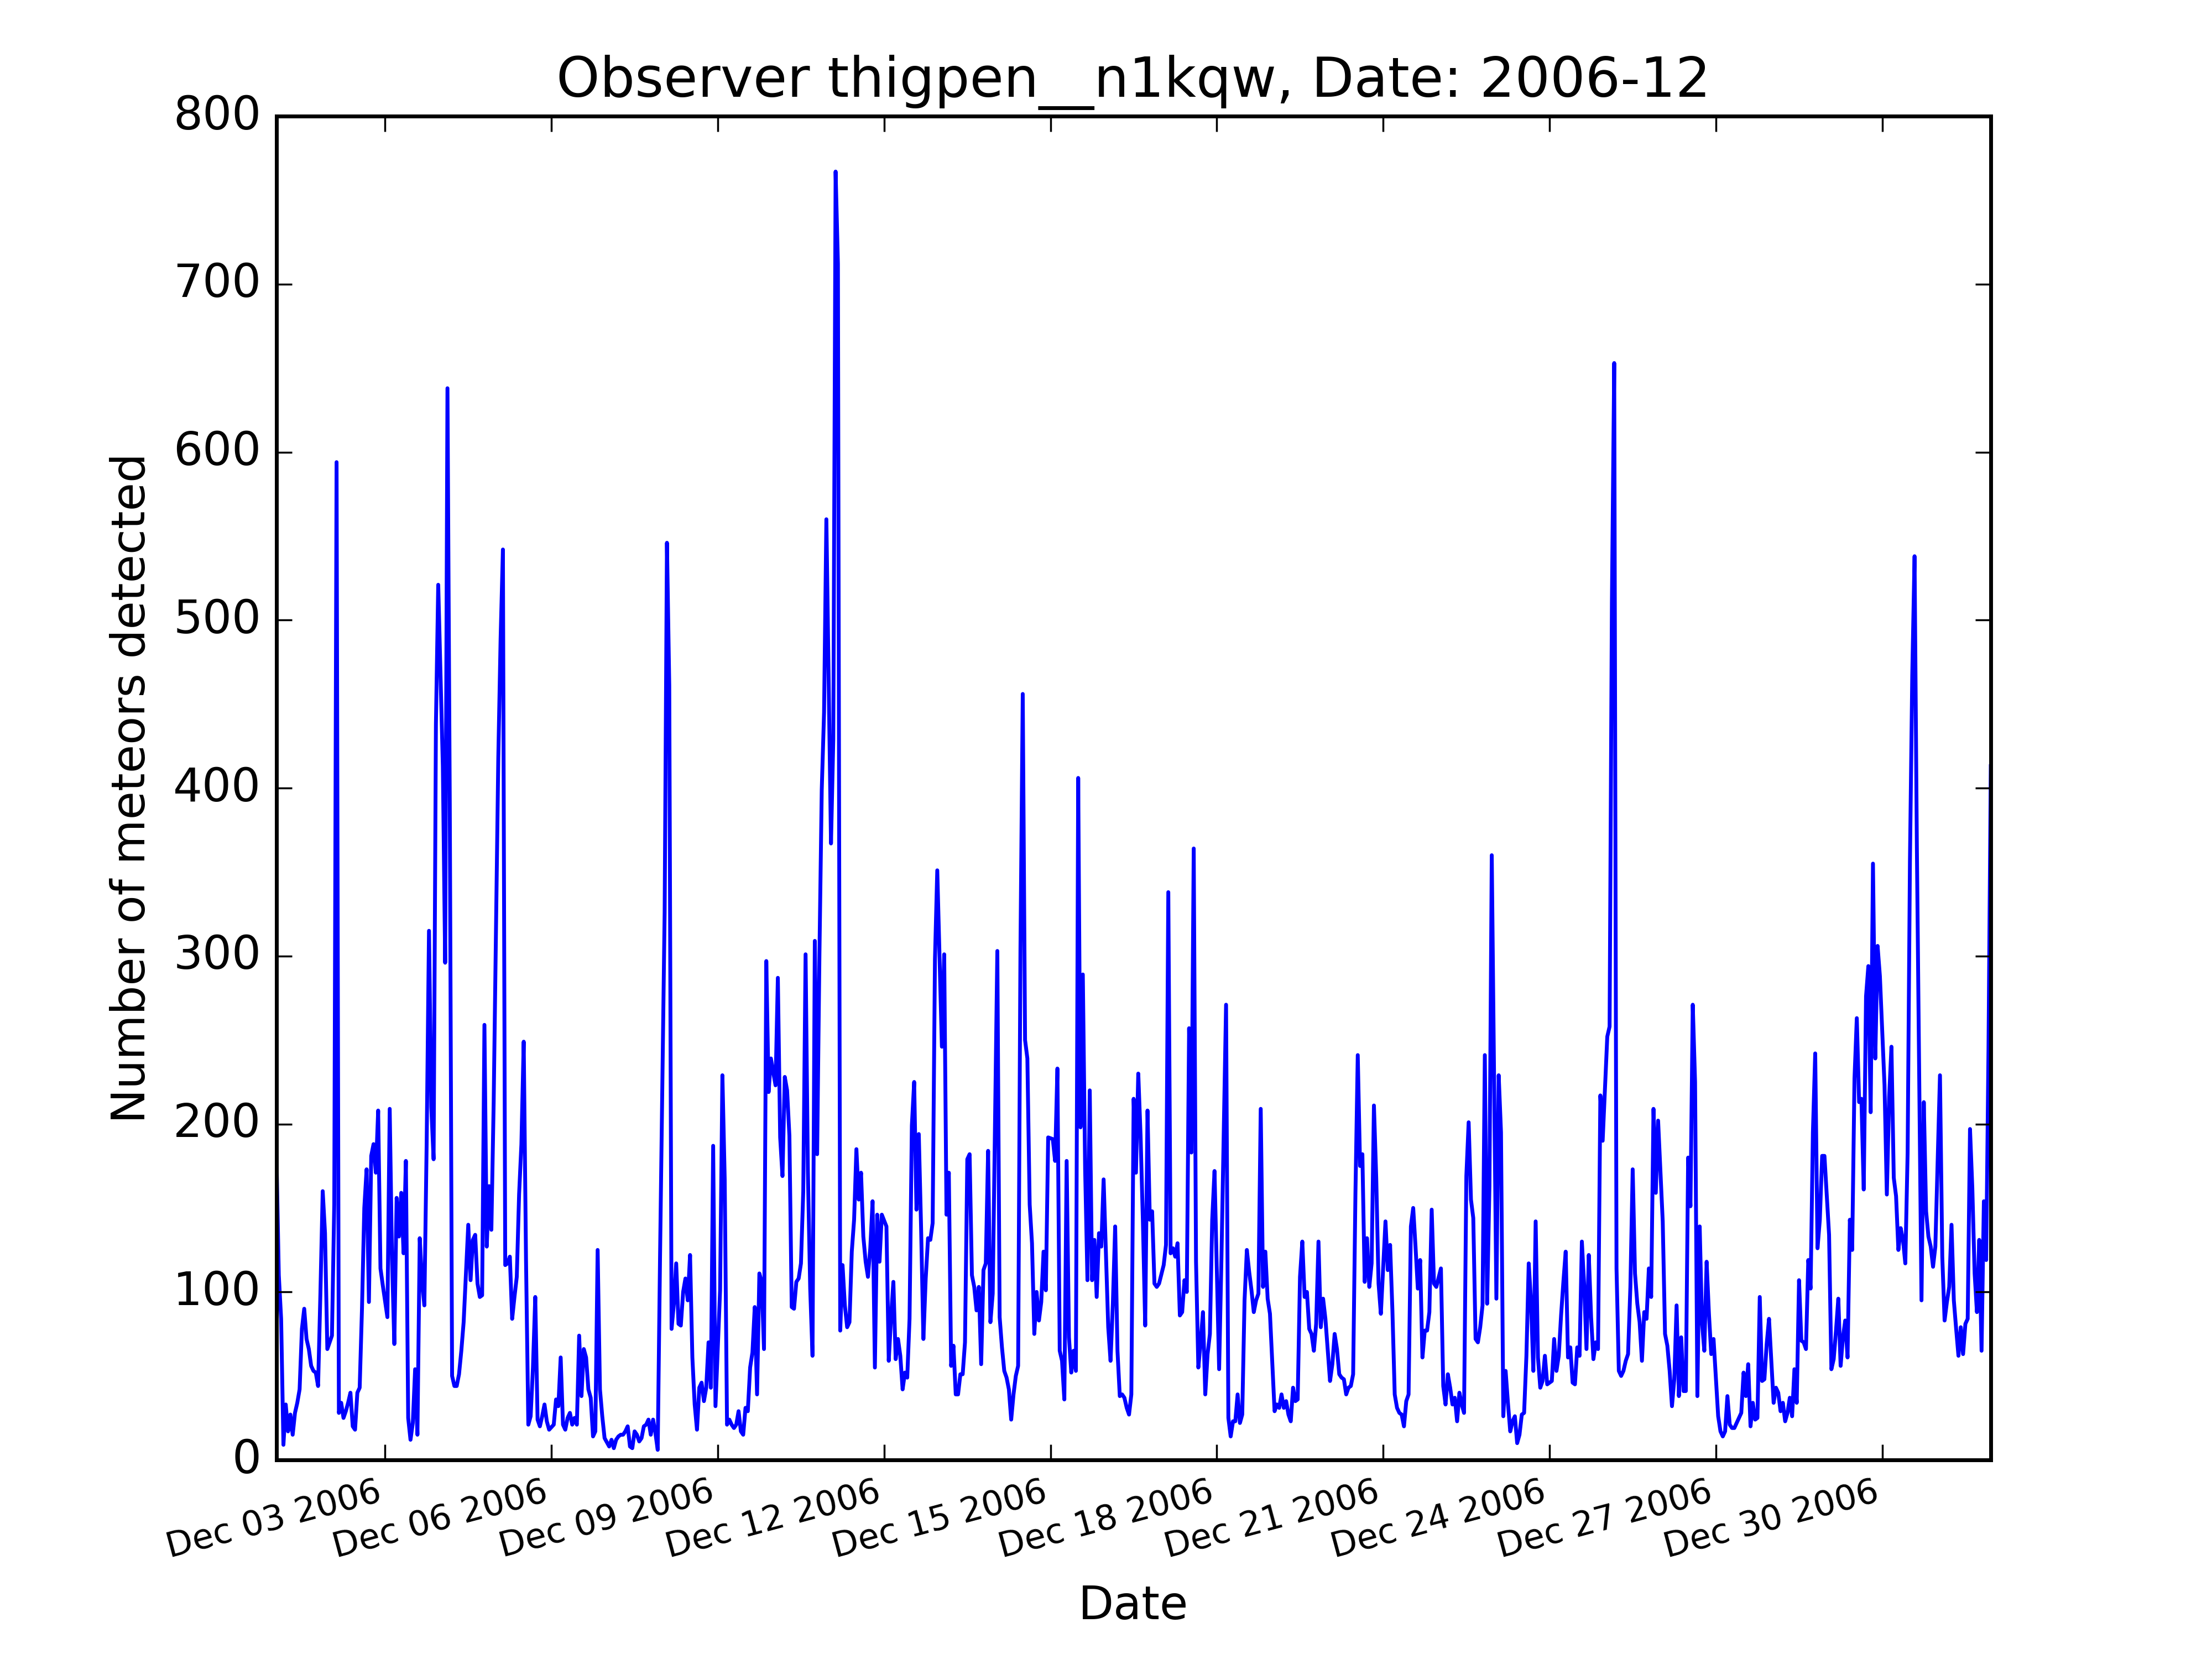 Observer thigpen__n1kqw, Date: 2006-12
800
700
600
500
400
300
200
100
0
Number of meteors detected
Dec 03 2006
Dec 06 2006
Dec 09 2006
Dec 12 2006
Dec 15 2006
Dec 18 2006
Dec 21 2006
Dec 24 2006
Dec 27 2006
Dec 30 2006
Date